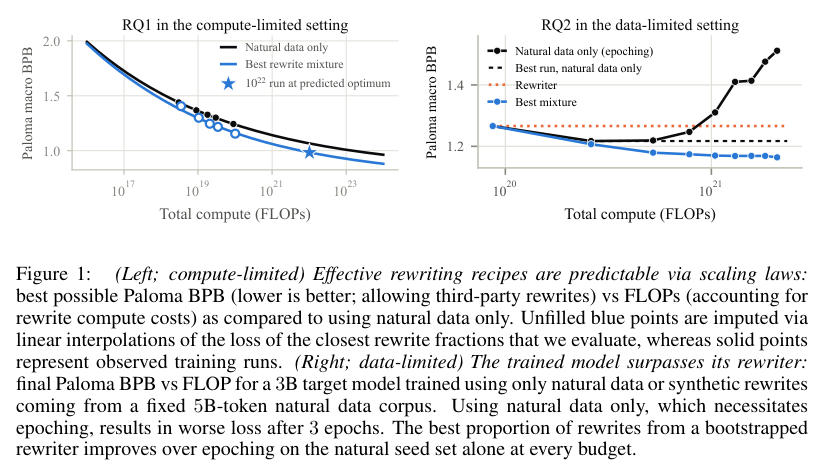 RQ1 in the compute-limited setting
Paloma macro BPB
2.0
1.5
1.0
Natural data only
Best rewrite mixture
10²² run at predicted optimum
10¹⁷
10¹⁹
10²¹
10²³
Total compute (FLOPs)
RQ2 in the data-limited setting
Paloma macro BPB
1.4
1.2
Natural data only (epoching)
Best run, natural data only
Rewriter
Best mixture
10²⁰
10²¹
Total compute (FLOPs)
Figure 1: (Left; compute-limited) Effective rewriting recipes are predictable via scaling laws:
best possible Paloma BPB (lower is better; allowing third-party rewrites) vs FLOPs (accounting for
rewrite compute costs) as compared to using natural data only. Unfilled blue points are imputed via
linear interpolations of the loss of the closest rewrite fractions that we evaluate, whereas solid points
represent observed training runs. (Right; data-limited) The trained model surpasses its rewriter:
final Paloma BPB vs FLOP for a 3B target model trained using only natural data or synthetic rewrites
coming from a fixed 5B-token natural data corpus. Using natural data only, which necessitates
epoching, results in worse loss after 3 epochs. The best proportion of rewrites from a bootstrapped
rewriter improves over epoching on the natural seed set alone at every budget.